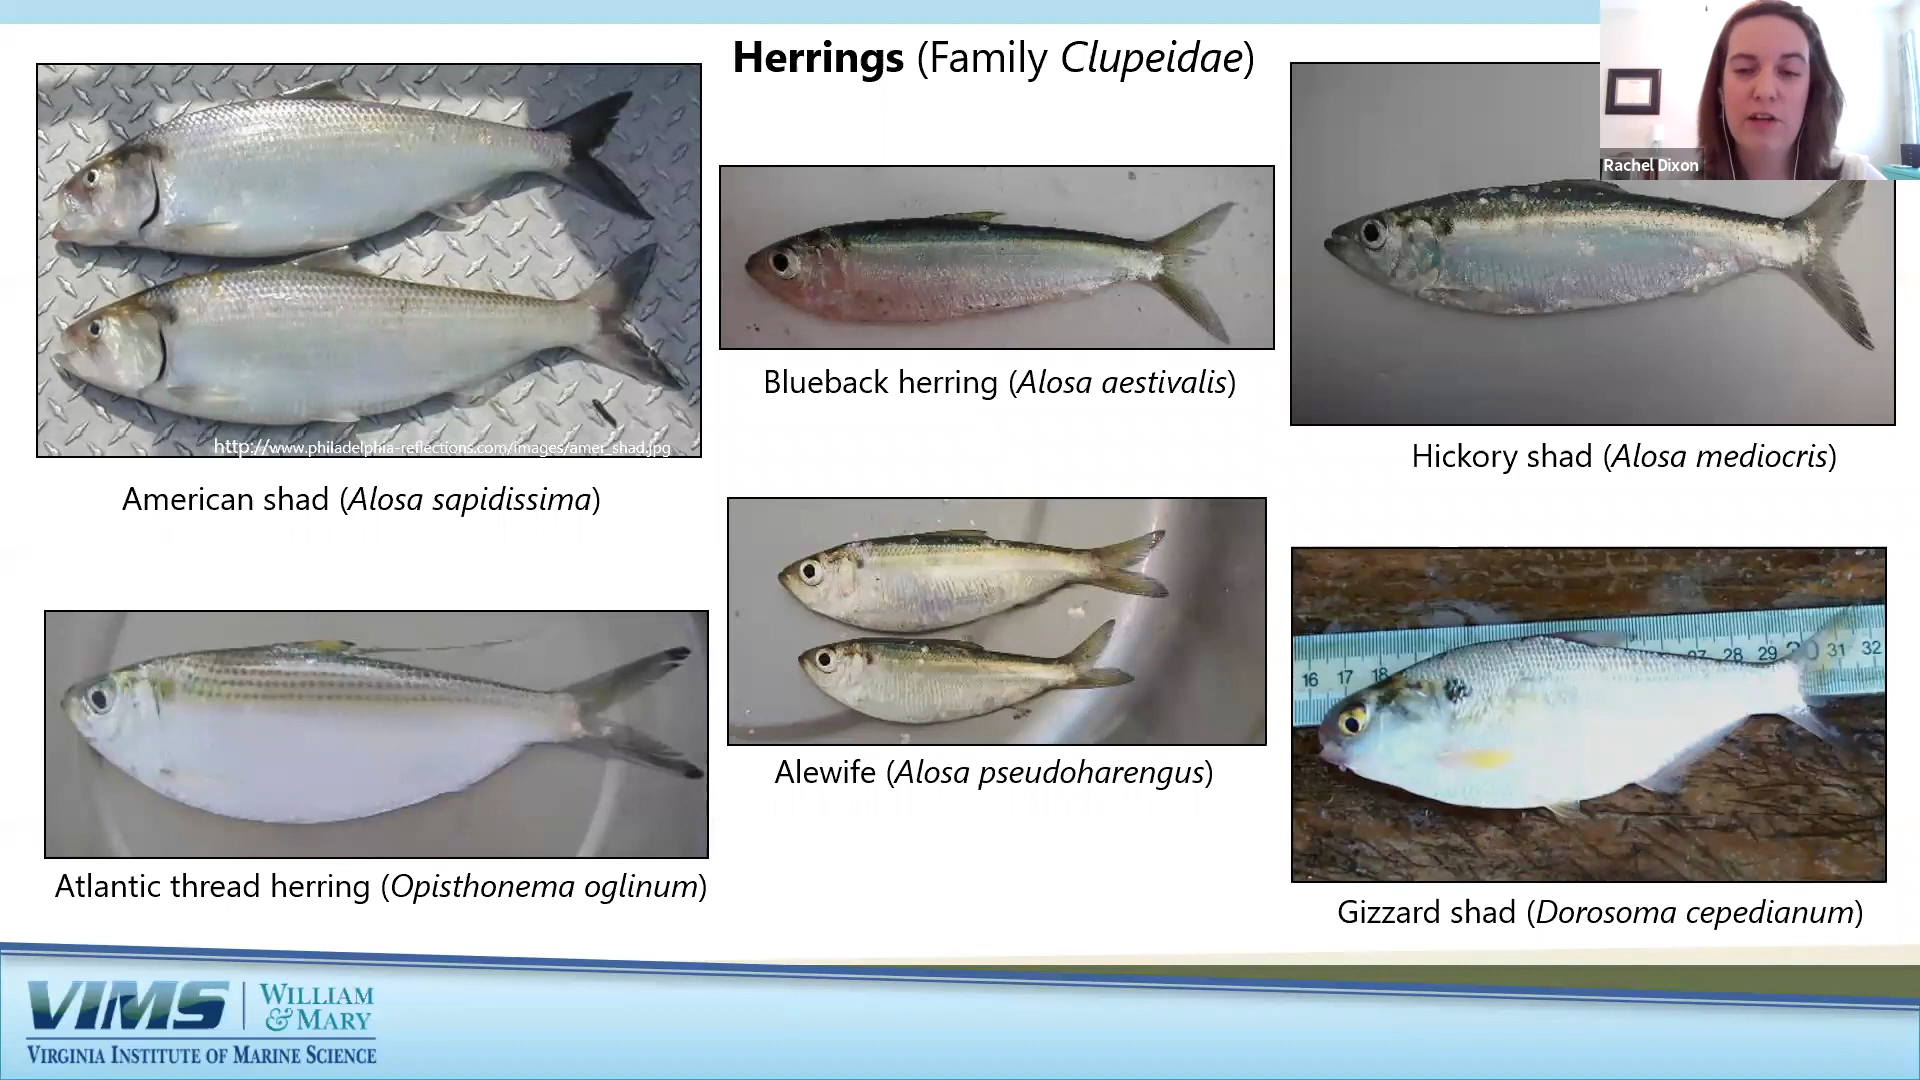 Herrings (Family Clupeidae)
Rachel Dixon
http://www.philadelphia-reflections.com/images/amer_shad.jpg
American shad (Alosa sapidissima)
Blueback herring (Alosa aestivalis)
Hickory shad (Alosa mediocris)
Atlantic thread herring (Opisthonema oglinum)
Alewife (Alosa pseudoharengus)
16 17 18 27 28 29 30 31 32
Gizzard shad (Dorosoma cepedianum)
VIMS
WILLIAM
& MARY
VIRGINIA INSTITUTE OF MARINE SCIENCE